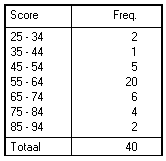 Score Freq.
25 - 34 2
35 - 44 1
45 - 54 5
55 - 64 20
65 - 74 6
75 - 84 4
85 - 94 2
Totaal 40